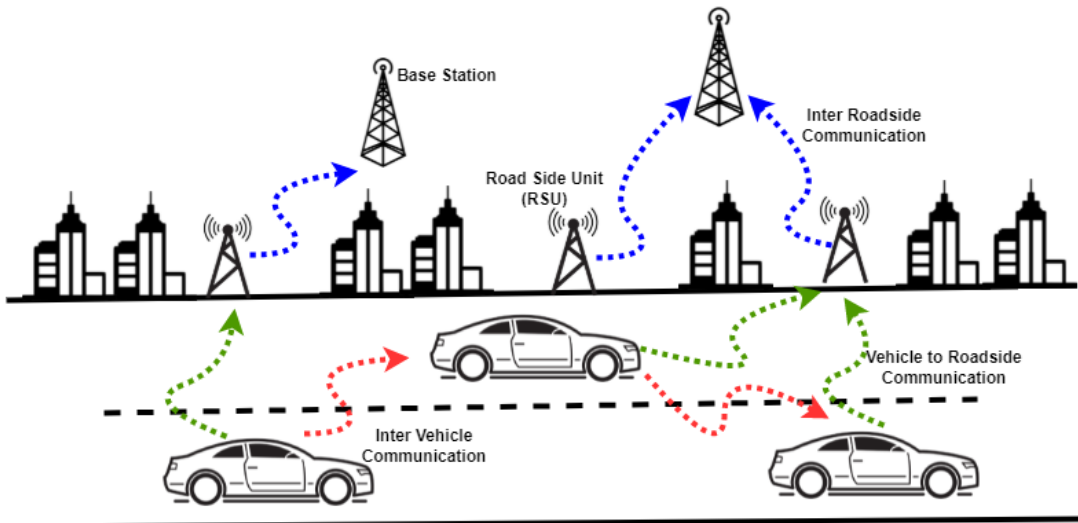 Base Station
Inter Roadside
Communication
Road Side Unit
(RSU)
Vehicle to Roadside
Communication
Inter Vehicle
Communication